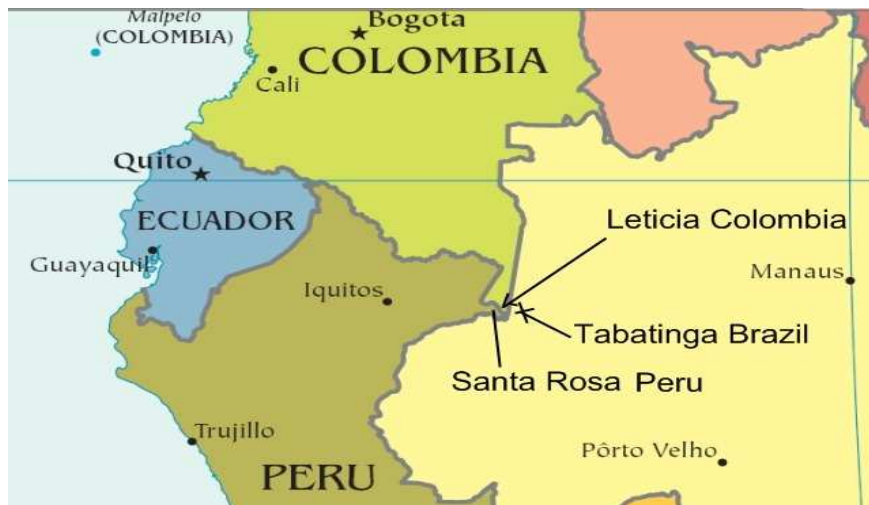 Malpelo
(COLOMBIA)
Bogota
COLOMBIA
Cali
Quito
ECUADOR
Guayaquil
Leticia Colombia
Manaus
Iquitos
Tabatinga Brazil
Santa Rosa Peru
Trujillo
Pôrto Velho
PERU